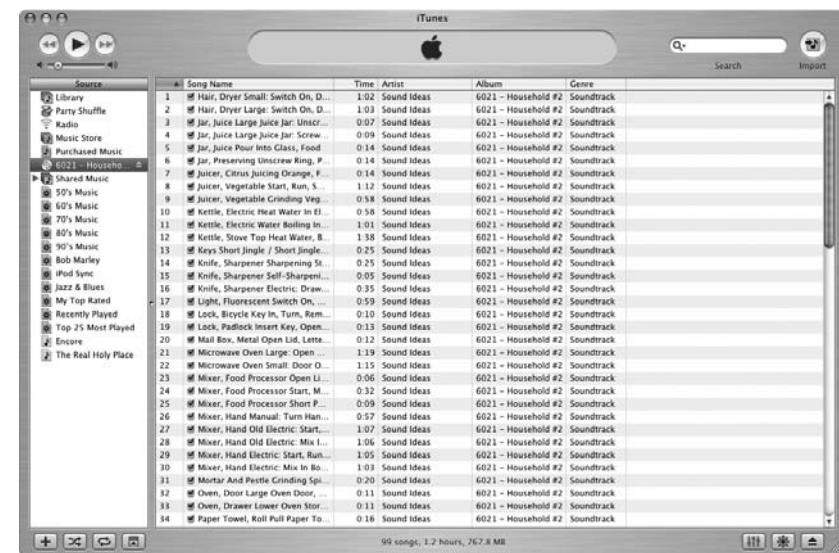 iTunes
Search
Import
Source
Library
Party Shuffle
Radio
Music Store
Purchased Music
6021 – Househo...
Shared Music
50's Music
60's Music
70's Music
80's Music
90's Music
Bob Marley
iPod Sync
Jazz & Blues
My Top Rated
Recently Played
Top 25 Most Played
Encore
The Real Holy Place
Song Name Time Artist Album Genre
1 Hair, Dryer Small: Switch On, D... 1:02 Sound Ideas 6021 – Household #2 Soundtrack
2 Hair, Dryer Large: Switch On, D... 1:03 Sound Ideas 6021 – Household #2 Soundtrack
3 Jar, Juice Large Juice Jar: Unscr... 0:07 Sound Ideas 6021 – Household #2 Soundtrack
4 Jar, Juice Large Juice Jar: Screw... 0:09 Sound Ideas 6021 – Household #2 Soundtrack
5 Jar, Juice Pour Into Glass, Food 0:14 Sound Ideas 6021 – Household #2 Soundtrack
6 Jar, Preserving Unscrew Ring, P... 0:14 Sound Ideas 6021 – Household #2 Soundtrack
7 Juicer, Citrus Juicing Orange, F... 0:14 Sound Ideas 6021 – Household #2 Soundtrack
8 Juicer, Vegetable Start, Run, S... 1:12 Sound Ideas 6021 – Household #2 Soundtrack
9 Juicer, Vegetable Grinding Veg... 0:58 Sound Ideas 6021 – Household #2 Soundtrack
10 Kettle, Electric Heat Water In El... 0:58 Sound Ideas 6021 – Household #2 Soundtrack
11 Kettle, Electric Water Boiling In... 1:01 Sound Ideas 6021 – Household #2 Soundtrack
12 Kettle, Stove Top Heat Water, B... 1:38 Sound Ideas 6021 – Household #2 Soundtrack
13 Keys Short Jingle / Short Jingle... 0:25 Sound Ideas 6021 – Household #2 Soundtrack
14 Knife, Sharpener Sharpening St... 0:25 Sound Ideas 6021 – Household #2 Soundtrack
15 Knife, Sharpener Self-Sharpeni... 0:05 Sound Ideas 6021 – Household #2 Soundtrack
16 Knife, Sharpener Electric: Draw... 0:35 Sound Ideas 6021 – Household #2 Soundtrack
17 Light, Fluorescent Switch On, ... 0:59 Sound Ideas 6021 – Household #2 Soundtrack
18 Lock, Bicycle Key In, Turn, Rem... 0:10 Sound Ideas 6021 – Household #2 Soundtrack
19 Lock, Padlock Insert Key, Open... 0:13 Sound Ideas 6021 – Household #2 Soundtrack
20 Mail Box, Metal Open Lid, Lette... 0:12 Sound Ideas 6021 – Household #2 Soundtrack
21 Microwave Oven Large: Open ... 1:19 Sound Ideas 6021 – Household #2 Soundtrack
22 Microwave Oven Small: Door O... 1:15 Sound Ideas 6021 – Household #2 Soundtrack
23 Mixer, Food Processor Open Li... 0:06 Sound Ideas 6021 – Household #2 Soundtrack
24 Mixer, Food Processor Start, M... 0:32 Sound Ideas 6021 – Household #2 Soundtrack
25 Mixer, Food Processor Short P... 0:09 Sound Ideas 6021 – Household #2 Soundtrack
26 Mixer, Hand Manual: Turn Han... 0:57 Sound Ideas 6021 – Household #2 Soundtrack
27 Mixer, Hand Old Electric: Start,... 1:07 Sound Ideas 6021 – Household #2 Soundtrack
28 Mixer, Hand Old Electric: Mix I... 1:06 Sound Ideas 6021 – Household #2 Soundtrack
29 Mixer, Hand Electric: Start, Run... 1:05 Sound Ideas 6021 – Household #2 Soundtrack
30 Mixer, Hand Electric: Mix In Bo... 1:03 Sound Ideas 6021 – Household #2 Soundtrack
31 Mortar And Pestle Grinding Spi... 0:20 Sound Ideas 6021 – Household #2 Soundtrack
32 Oven, Door Large Oven Door, ... 0:11 Sound Ideas 6021 – Household #2 Soundtrack
33 Oven, Drawer Lower Oven Stor... 0:11 Sound Ideas 6021 – Household #2 Soundtrack
34 Paper Towel, Roll Pull Paper To... 0:16 Sound Ideas 6021 – Household #2 Soundtrack
99 songs, 1.2 hours, 767.8 MB